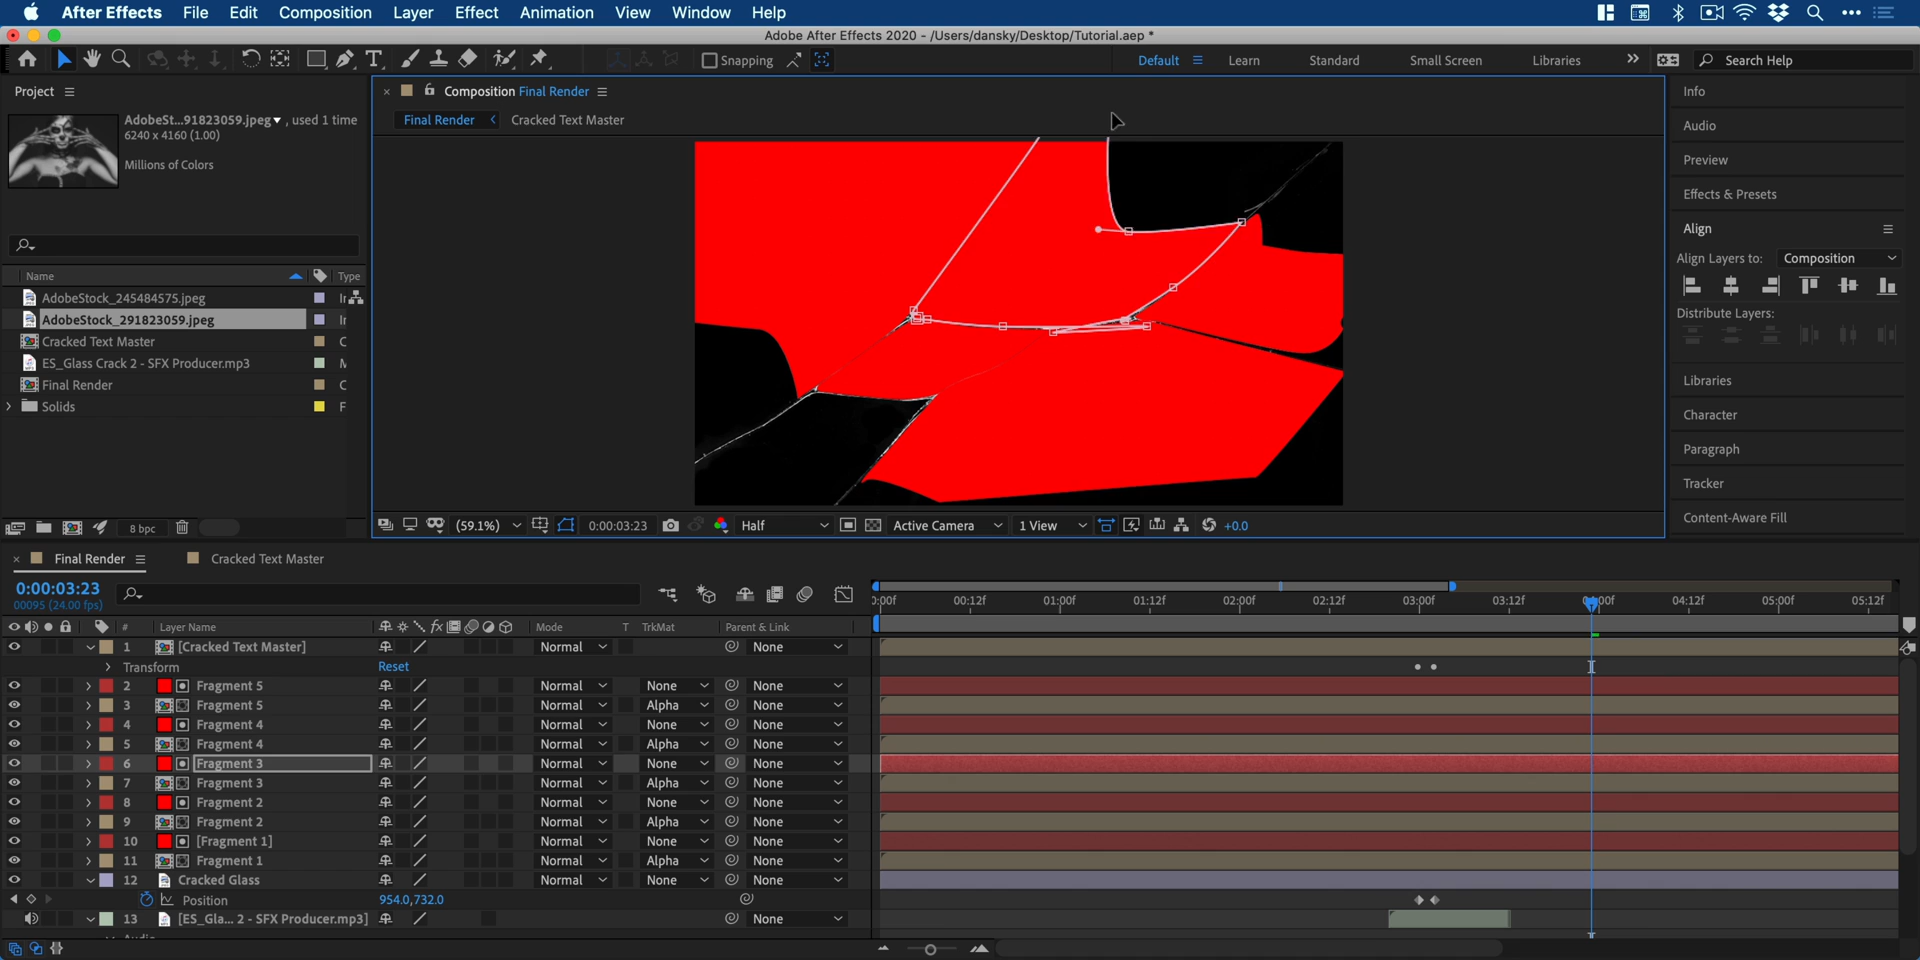 After Effects File Edit Composition Layer Effect Animation View Window Help
Adobe After Effects 2020 - /Users/dansky/Desktop/Tutorial.aep *
Snapping Default Learn Standard Small Screen Libraries Search Help
Project
AdobeSt...91823059.jpeg , used 1 time
6240 x 4160 (1.00)
Millions of Colors
Name Type
AdobeStock_245484575.jpeg
AdobeStock_291823059.jpeg
Cracked Text Master C
ES_Glass Crack 2 - SFX Producer.mp3
Final Render C
Solids F
8 bpc
Composition Final Render
Final Render Cracked Text Master
(59.1%) 0:00:03:23 Half Active Camera 1 View +0.0
Info
Audio
Preview
Effects & Presets
Align
Align Layers to: Composition
Distribute Layers:
Libraries
Character
Paragraph
Tracker
Content-Aware Fill
Final Render Cracked Text Master
0:00:03:23
00095 (24.00 fps)
00:12f 01:00f 01:12f 02:00f 02:12f 03:00f 03:12f 04:12f 05:00f 05:12f
# Layer Name Mode T TrkMat Parent & Link
1 [Cracked Text Master] Normal None
Transform Reset
2 Fragment 5 Normal None None
3 Fragment 5 Normal Alpha None
4 Fragment 4 Normal None None
5 Fragment 4 Normal Alpha None
6 Fragment 3 Normal None None
7 Fragment 3 Normal Alpha None
8 Fragment 2 Normal None None
9 Fragment 2 Normal Alpha None
10 [Fragment 1] Normal None None
11 Fragment 1 Normal Alpha None
12 Cracked Glass Normal None None
Position 954.0,732.0
13 [ES_Gla... 2 - SFX Producer.mp3] None